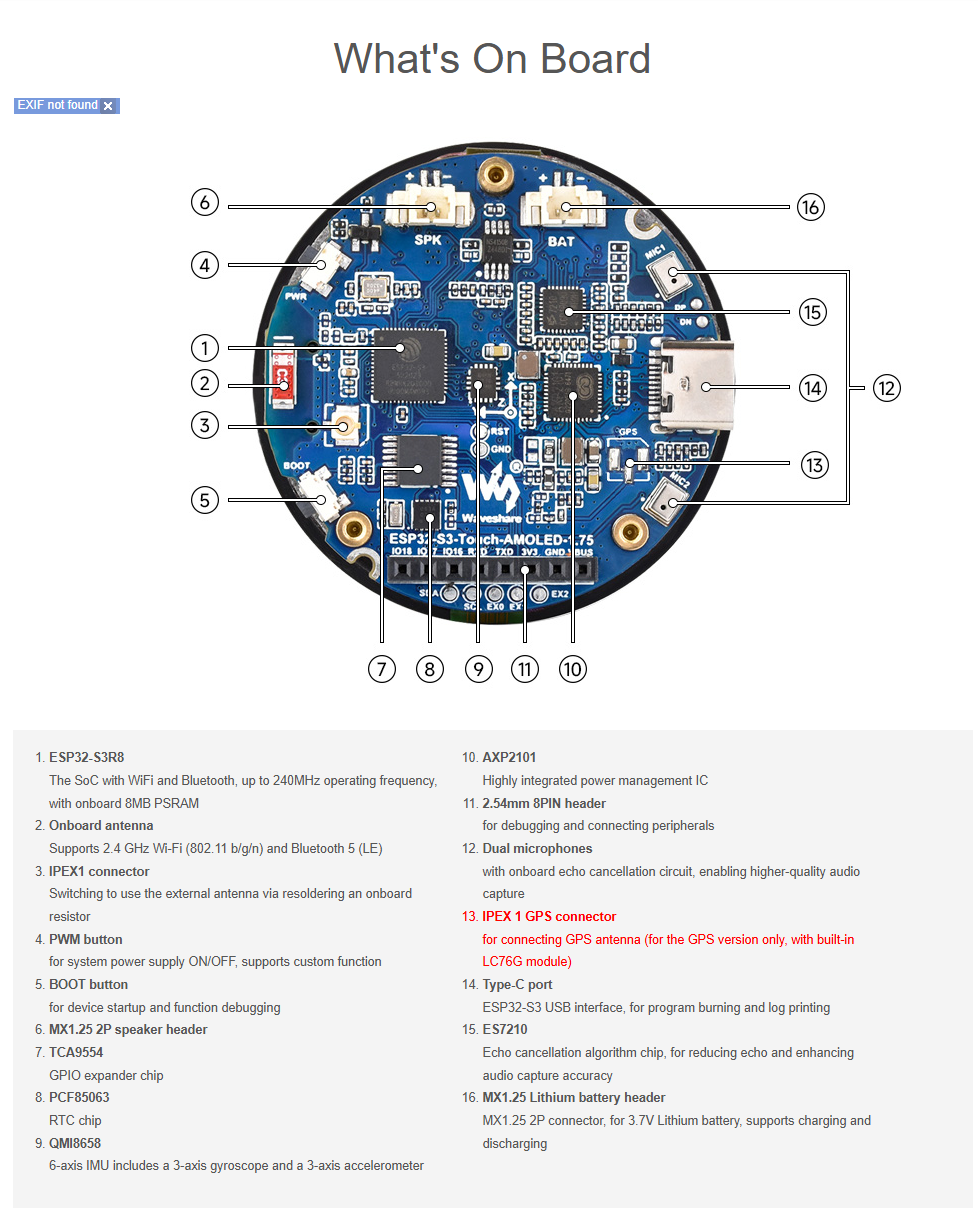 What's On Board
EXIF not found
6
16
SPK
BAT
4
MIC1
PWR
DP
DN
15
1
2
14
12
X
Z
3
RST
GPS
GND
13
BOOT
MIC2
5
Waveshare
ESP32-S3-Touch-AMOLED-1.75
IO18 IO17 IO16 RXD TXD 3V3 GND VBUS
SDA EX2
SCL EX0 EX1
7 8 9 11 10
1. ESP32-S3R8
The SoC with WiFi and Bluetooth, up to 240MHz operating frequency,
with onboard 8MB PSRAM
2. Onboard antenna
Supports 2.4 GHz Wi-Fi (802.11 b/g/n) and Bluetooth 5 (LE)
3. IPEX1 connector
Switching to use the external antenna via resoldering an onboard
resistor
4. PWM button
for system power supply ON/OFF, supports custom function
5. BOOT button
for device startup and function debugging
6. MX1.25 2P speaker header
7. TCA9554
GPIO expander chip
8. PCF85063
RTC chip
9. QMI8658
6-axis IMU includes a 3-axis gyroscope and a 3-axis accelerometer
10. AXP2101
Highly integrated power management IC
11. 2.54mm 8PIN header
for debugging and connecting peripherals
12. Dual microphones
with onboard echo cancellation circuit, enabling higher-quality audio
capture
13. IPEX 1 GPS connector
for connecting GPS antenna (for the GPS version only, with built-in
LC76G module)
14. Type-C port
ESP32-S3 USB interface, for program burning and log printing
15. ES7210
Echo cancellation algorithm chip, for reducing echo and enhancing
audio capture accuracy
16. MX1.25 Lithium battery header
MX1.25 2P connector, for 3.7V Lithium battery, supports charging and
discharging